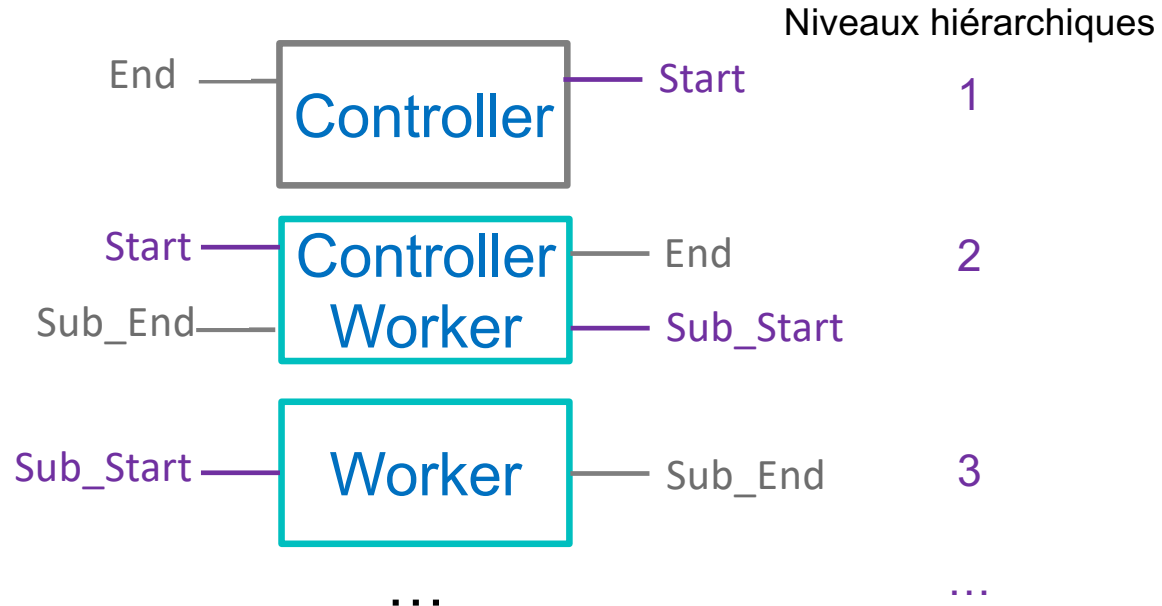 Niveaux hiérarchiques
End Controller Start 1
Start Controller End 2
Sub_End Worker Sub_Start
Sub_Start Worker Sub_End 3
... ...